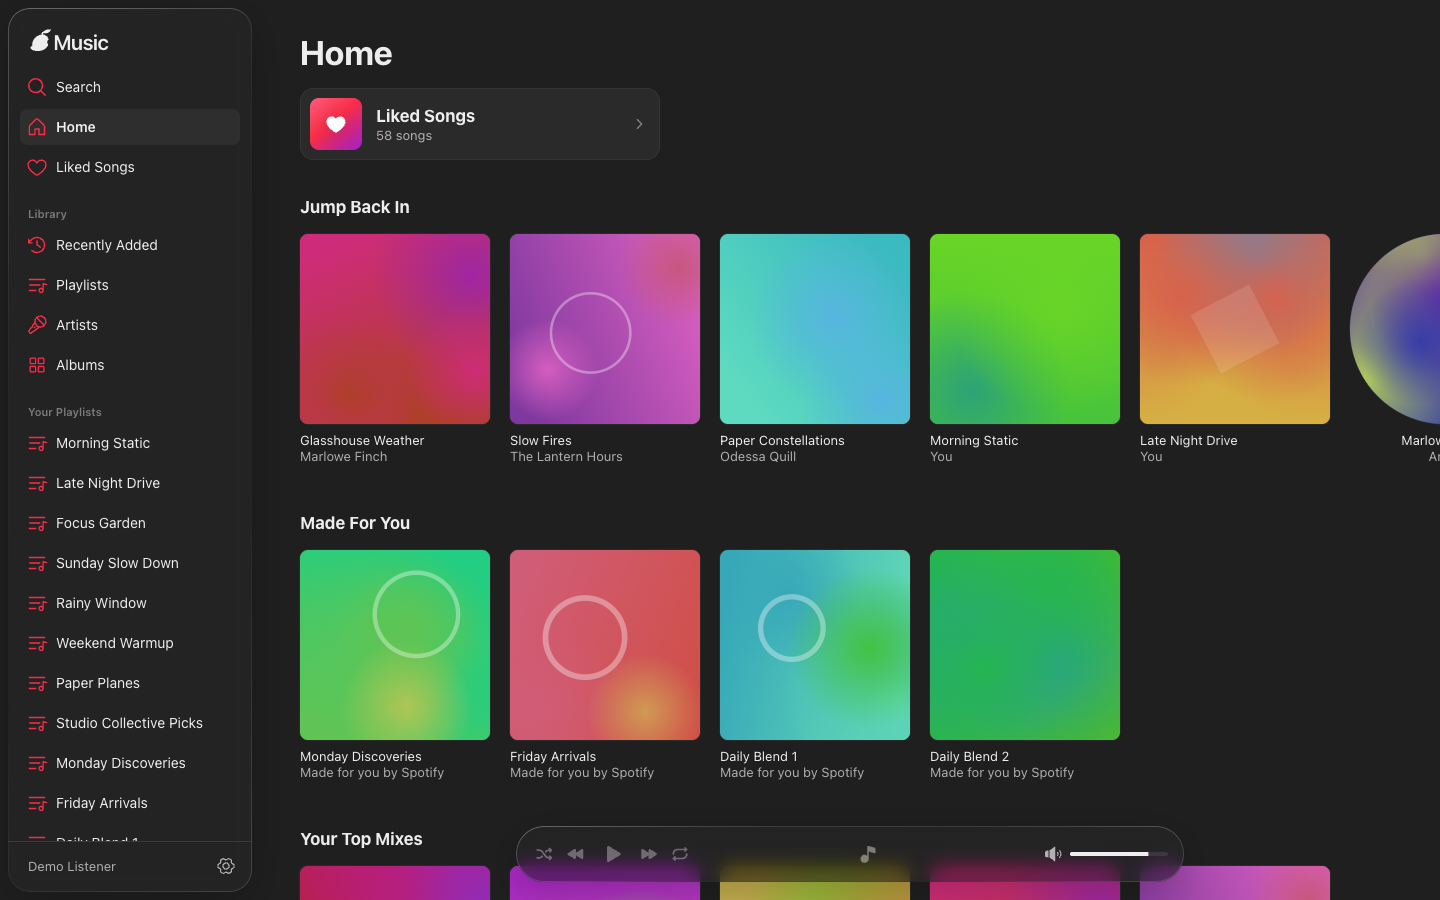 Music
Search
Home
Liked Songs
Library
Recently Added
Playlists
Artists
Albums
Your Playlists
Morning Static
Late Night Drive
Focus Garden
Sunday Slow Down
Rainy Window
Weekend Warmup
Paper Planes
Studio Collective Picks
Monday Discoveries
Friday Arrivals
Daily Blend 1
Demo Listener
Home
Liked Songs
58 songs
Jump Back In
Glasshouse Weather
Marlowe Finch
Slow Fires
The Lantern Hours
Paper Constellations
Odessa Quill
Morning Static
You
Late Night Drive
You
Made For You
Monday Discoveries
Made for you by Spotify
Friday Arrivals
Made for you by Spotify
Daily Blend 1
Made for you by Spotify
Daily Blend 2
Made for you by Spotify
Your Top Mixes